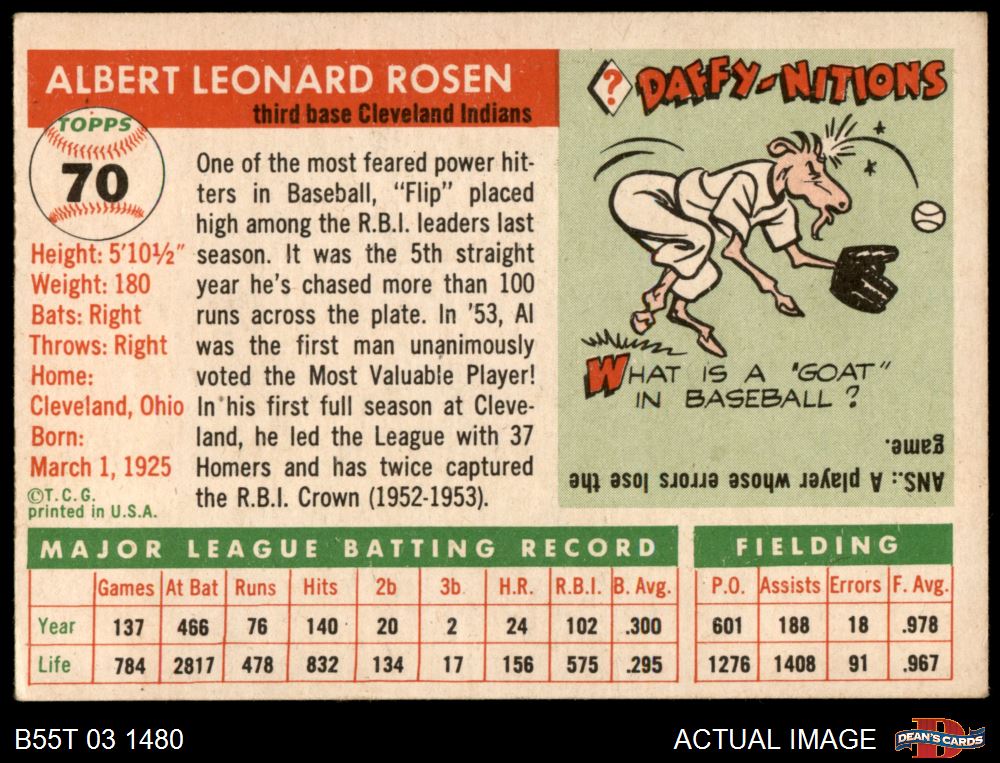 ALBERT LEONARD ROSEN
third base Cleveland Indians
TOPPS
70
Height: 5'10½"
Weight: 180
Bats: Right
Throws: Right
Home:
Cleveland, Ohio
Born:
March 1, 1925
©T.C.G.
printed in U.S.A.
One of the most feared power hit-
ters in Baseball, "Flip" placed
high among the R.B.I. leaders last
season. It was the 5th straight
year he's chased more than 100
runs across the plate. In '53, Al
was the first man unanimously
voted the Most Valuable Player!
In his first full season at Cleve-
land, he led the League with 37
Homers and has twice captured
the R.B.I. Crown (1952-1953).
? DAFFY-NITIONS
WHAT IS A "GOAT"
IN BASEBALL?
ANS.: A player whose errors lose the
game.
MAJOR LEAGUE BATTING RECORD
Games At Bat Runs Hits 2b 3b H.R. R.B.I. B. Avg.
Year 137 466 76 140 20 2 24 102 .300
Life 784 2817 478 832 134 17 156 575 .295
FIELDING
P.O. Assists Errors F. Avg.
601 188 18 .978
1276 1408 91 .967
B55T 03 1480
ACTUAL IMAGE
DEAN'S CARDS